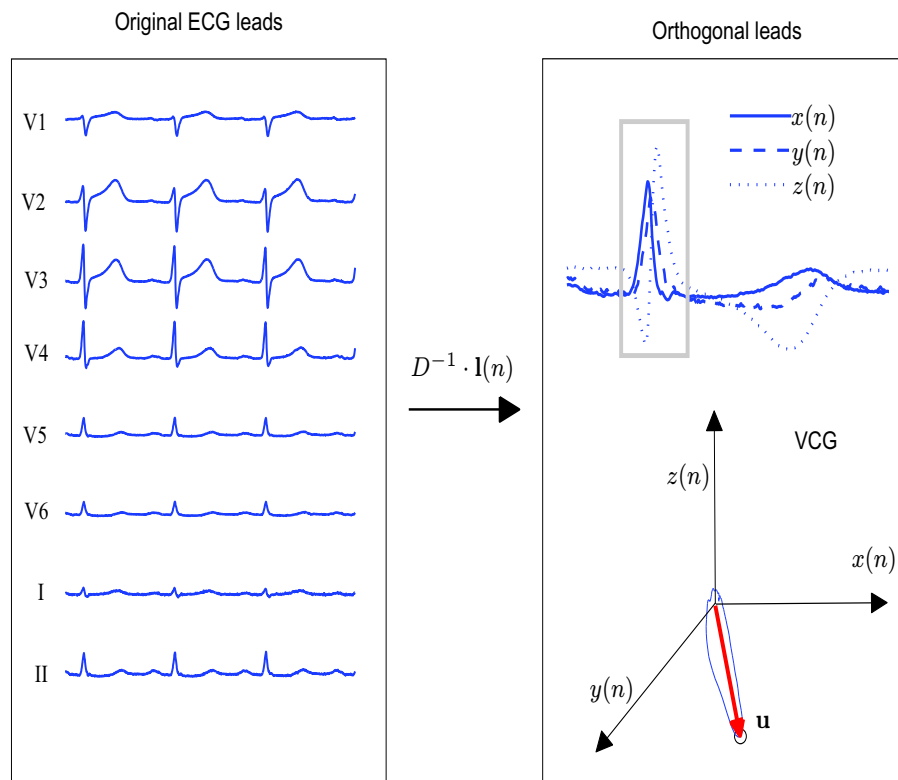 Original ECG leads
V1
V2
V3
V4
V5
V6
I
II
D⁻¹ · l(n)
Orthogonal leads
x(n)
y(n)
z(n)
VCG
z(n)
x(n)
y(n)
u